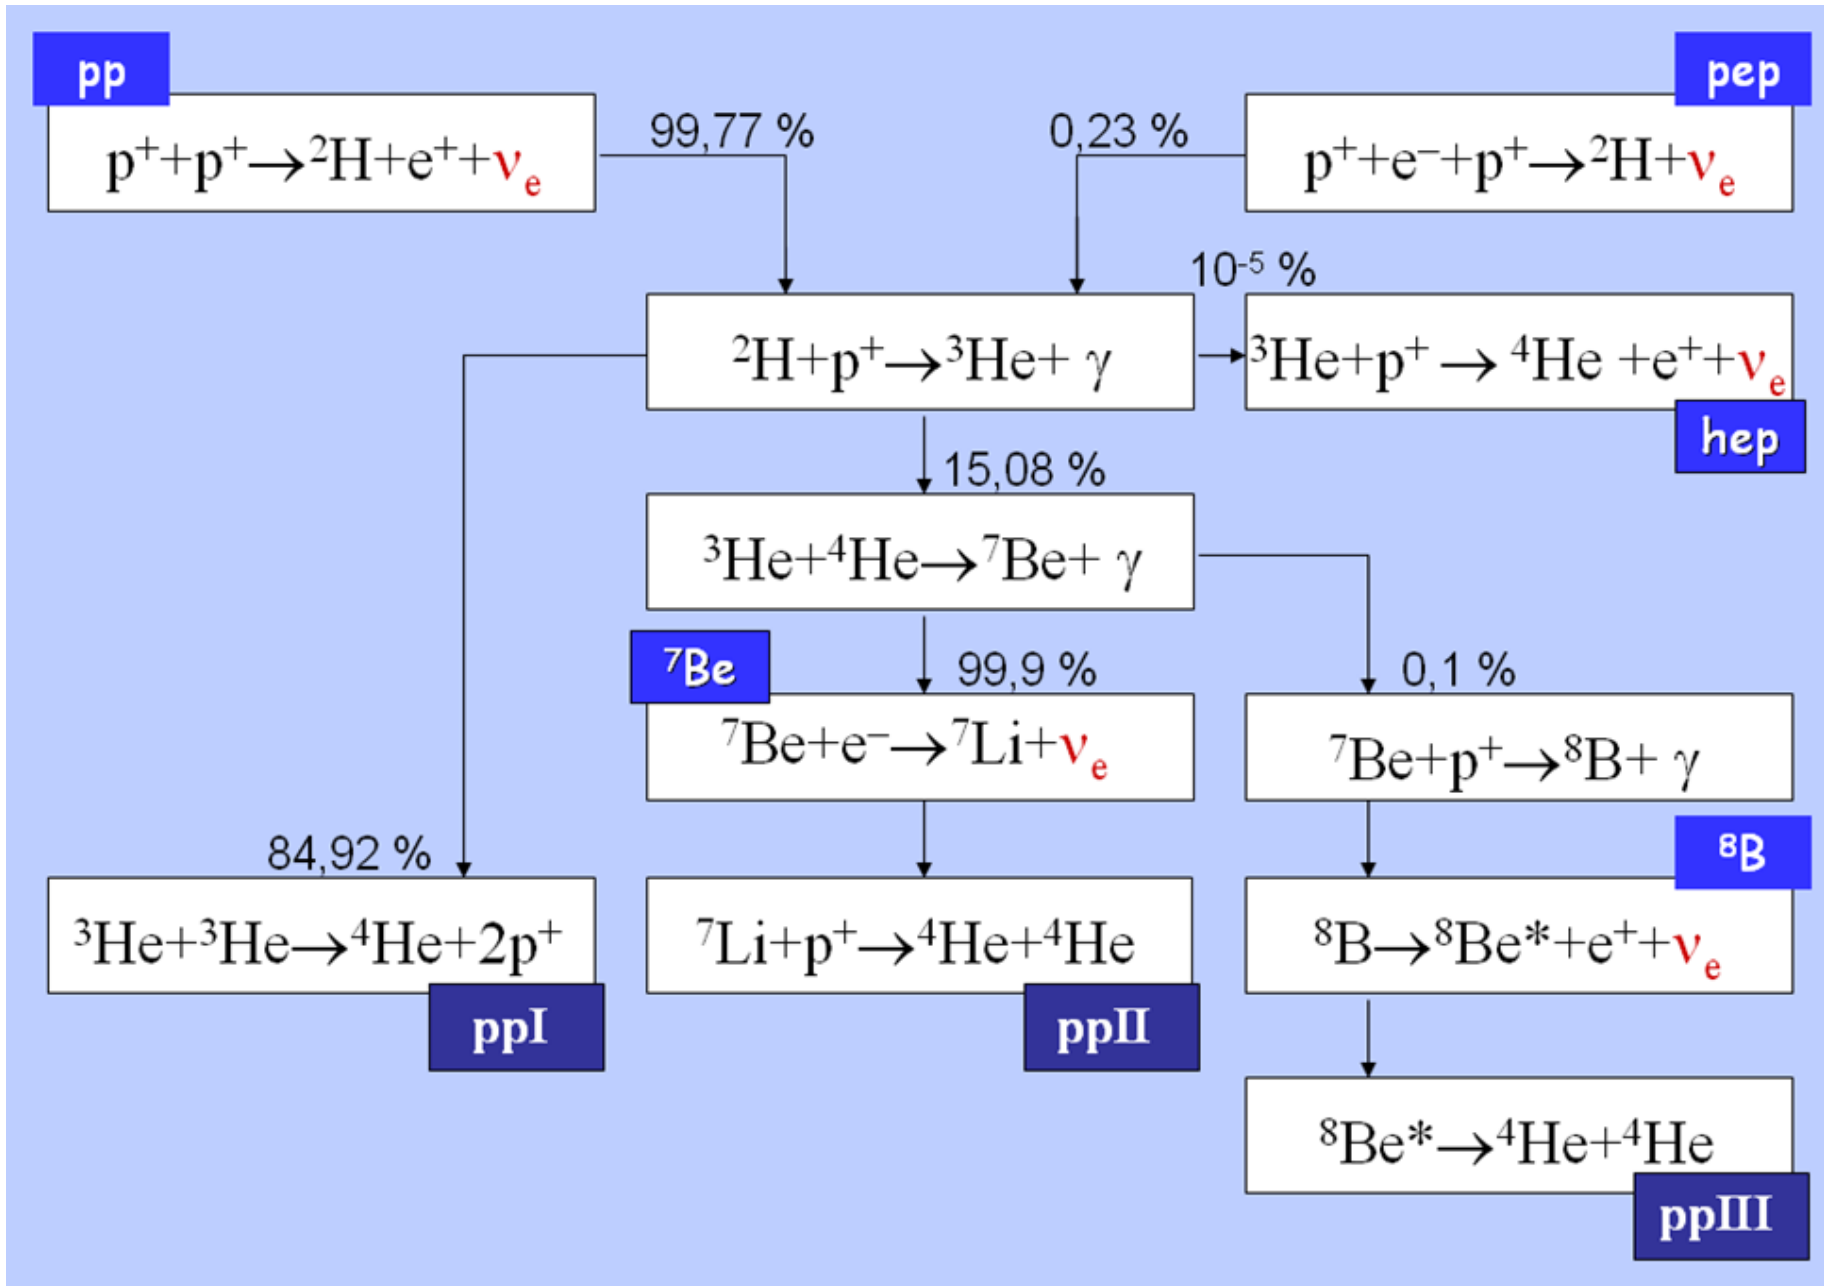 pp
pep
99,77 %
0,23 %
p⁺+p⁺→²H+e⁺+νₑ
p⁺+e⁻+p⁺→²H+νₑ
10⁻⁵ %
²H+p⁺→³He+ γ
³He+p⁺ → ⁴He +e⁺+νₑ
hep
15,08 %
³He+⁴He→⁷Be+ γ
⁷Be
99,9 %
0,1 %
⁷Be+e⁻→⁷Li+νₑ
⁷Be+p⁺→⁸B+ γ
84,92 %
⁸B
³He+³He→⁴He+2p⁺
⁷Li+p⁺→⁴He+⁴He
⁸B→⁸Be*+e⁺+νₑ
ppI
ppII
⁸Be*→⁴He+⁴He
ppIII